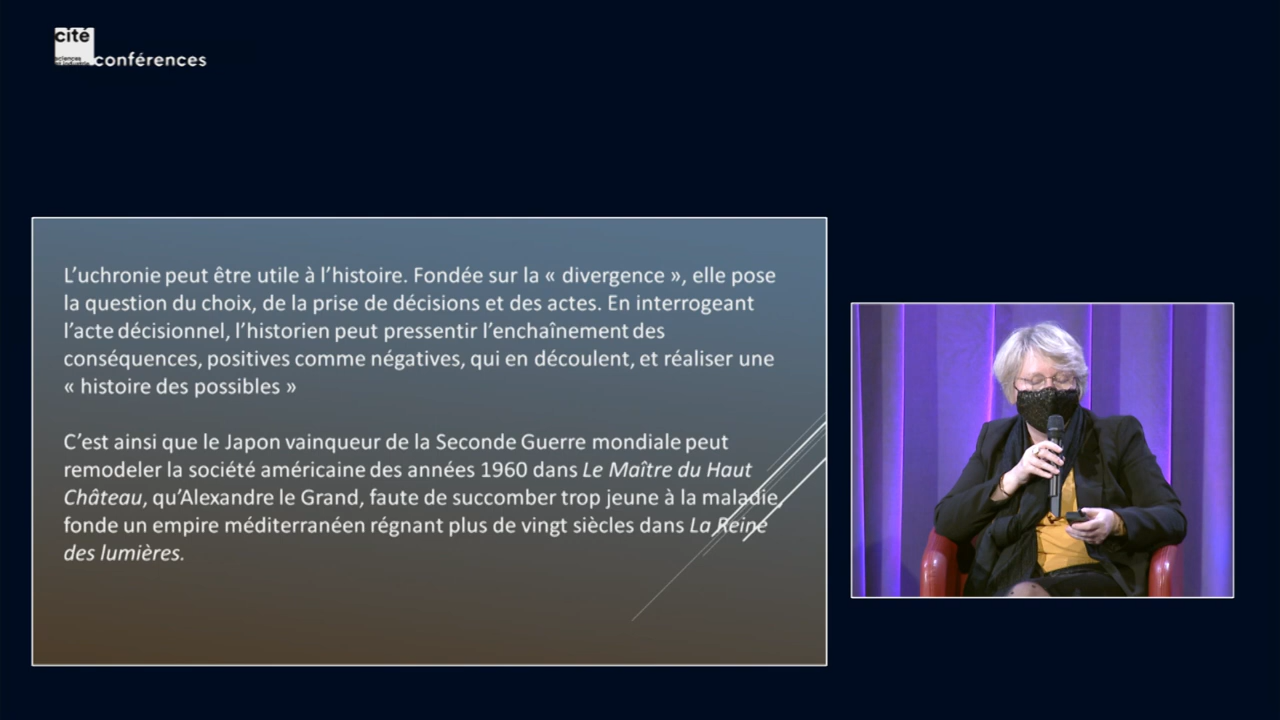 cité
sciences
et industrie
conférences
L’uchronie peut être utile à l’histoire. Fondée sur la « divergence », elle pose
la question du choix, de la prise de décisions et des actes. En interrogeant
l’acte décisionnel, l’historien peut pressentir l’enchaînement des
conséquences, positives comme négatives, qui en découlent, et réaliser une
« histoire des possibles »
C’est ainsi que le Japon vainqueur de la Seconde Guerre mondiale peut
remodeler la société américaine des années 1960 dans Le Maître du Haut
Château, qu’Alexandre le Grand, faute de succomber trop jeune à la maladie,
fonde un empire méditerranéen régnant plus de vingt siècles dans La Reine
des lumières.